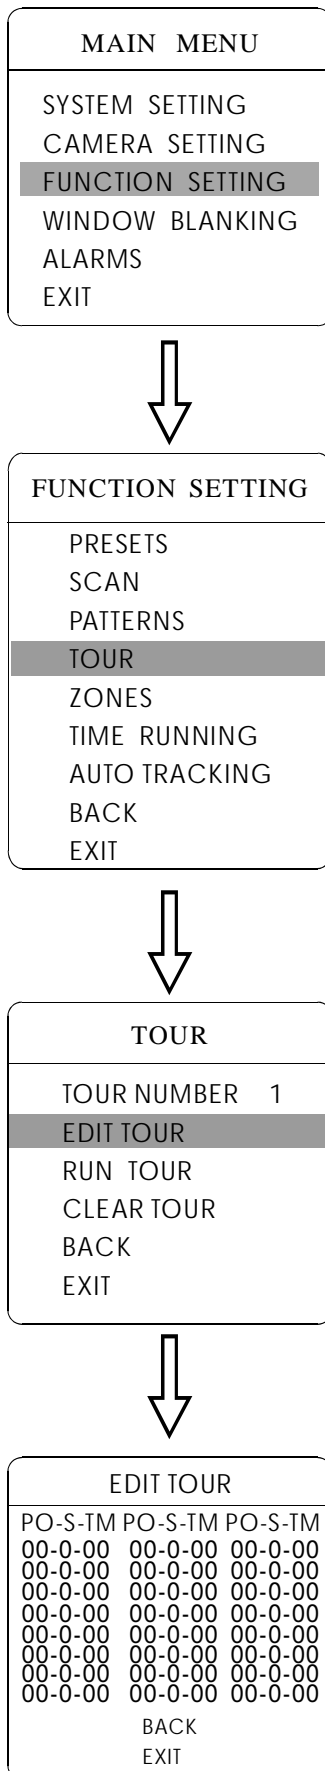 MAIN MENU
SYSTEM SETTING
CAMERA SETTING
FUNCTION SETTING
WINDOW BLANKING
ALARMS
EXIT
FUNCTION SETTING
PRESETS
SCAN
PATTERNS
TOUR
ZONES
TIME RUNNING
AUTO TRACKING
BACK
EXIT
TOUR
TOUR NUMBER 1
EDIT TOUR
RUN TOUR
CLEAR TOUR
BACK
EXIT
EDIT TOUR
PO-S-TM PO-S-TM PO-S-TM
00-0-00 00-0-00 00-0-00
00-0-00 00-0-00 00-0-00
00-0-00 00-0-00 00-0-00
00-0-00 00-0-00 00-0-00
00-0-00 00-0-00 00-0-00
00-0-00 00-0-00 00-0-00
00-0-00 00-0-00 00-0-00
00-0-00 00-0-00 00-0-00
BACK
EXIT